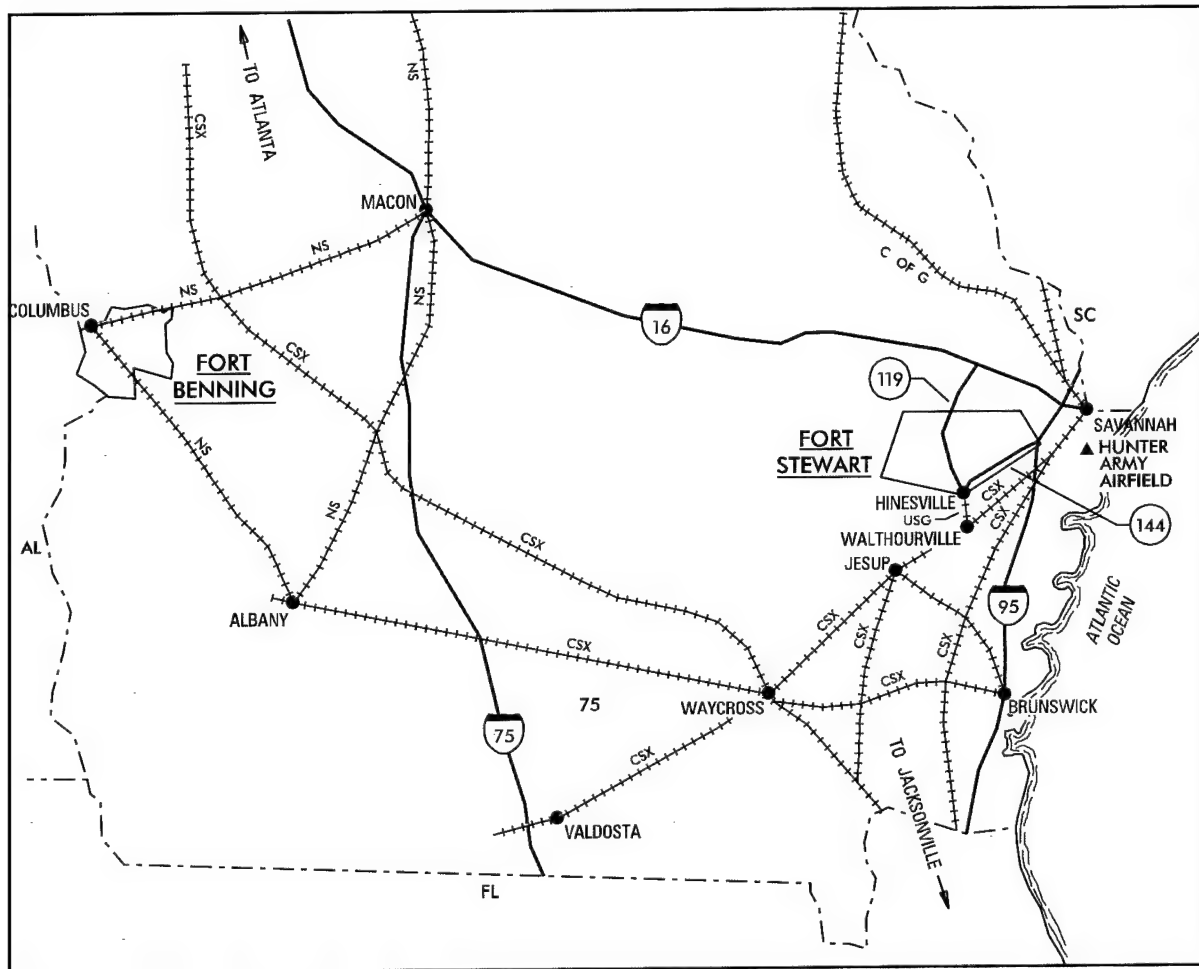 TO ATLANTA
NS
CSX
MACON
NS
C OF G
NS
NS
COLUMBUS
16
SC
CSX
FORT
BENNING
119
SAVANNAH
FORT
STEWART
HUNTER
ARMY
AIRFIELD
NS
CSX
HINESVILLE
USG
CSX
144
NS
WALTHOURVILLE
CSX
AL
JESUP
95
ATLANTIC
OCEAN
ALBANY
CSX
CSX
CSX
CSX
CSX
WAYCROSS
75
BRUNSWICK
75
CSX
TO JACKSONVILLE
VALDOSTA
FL